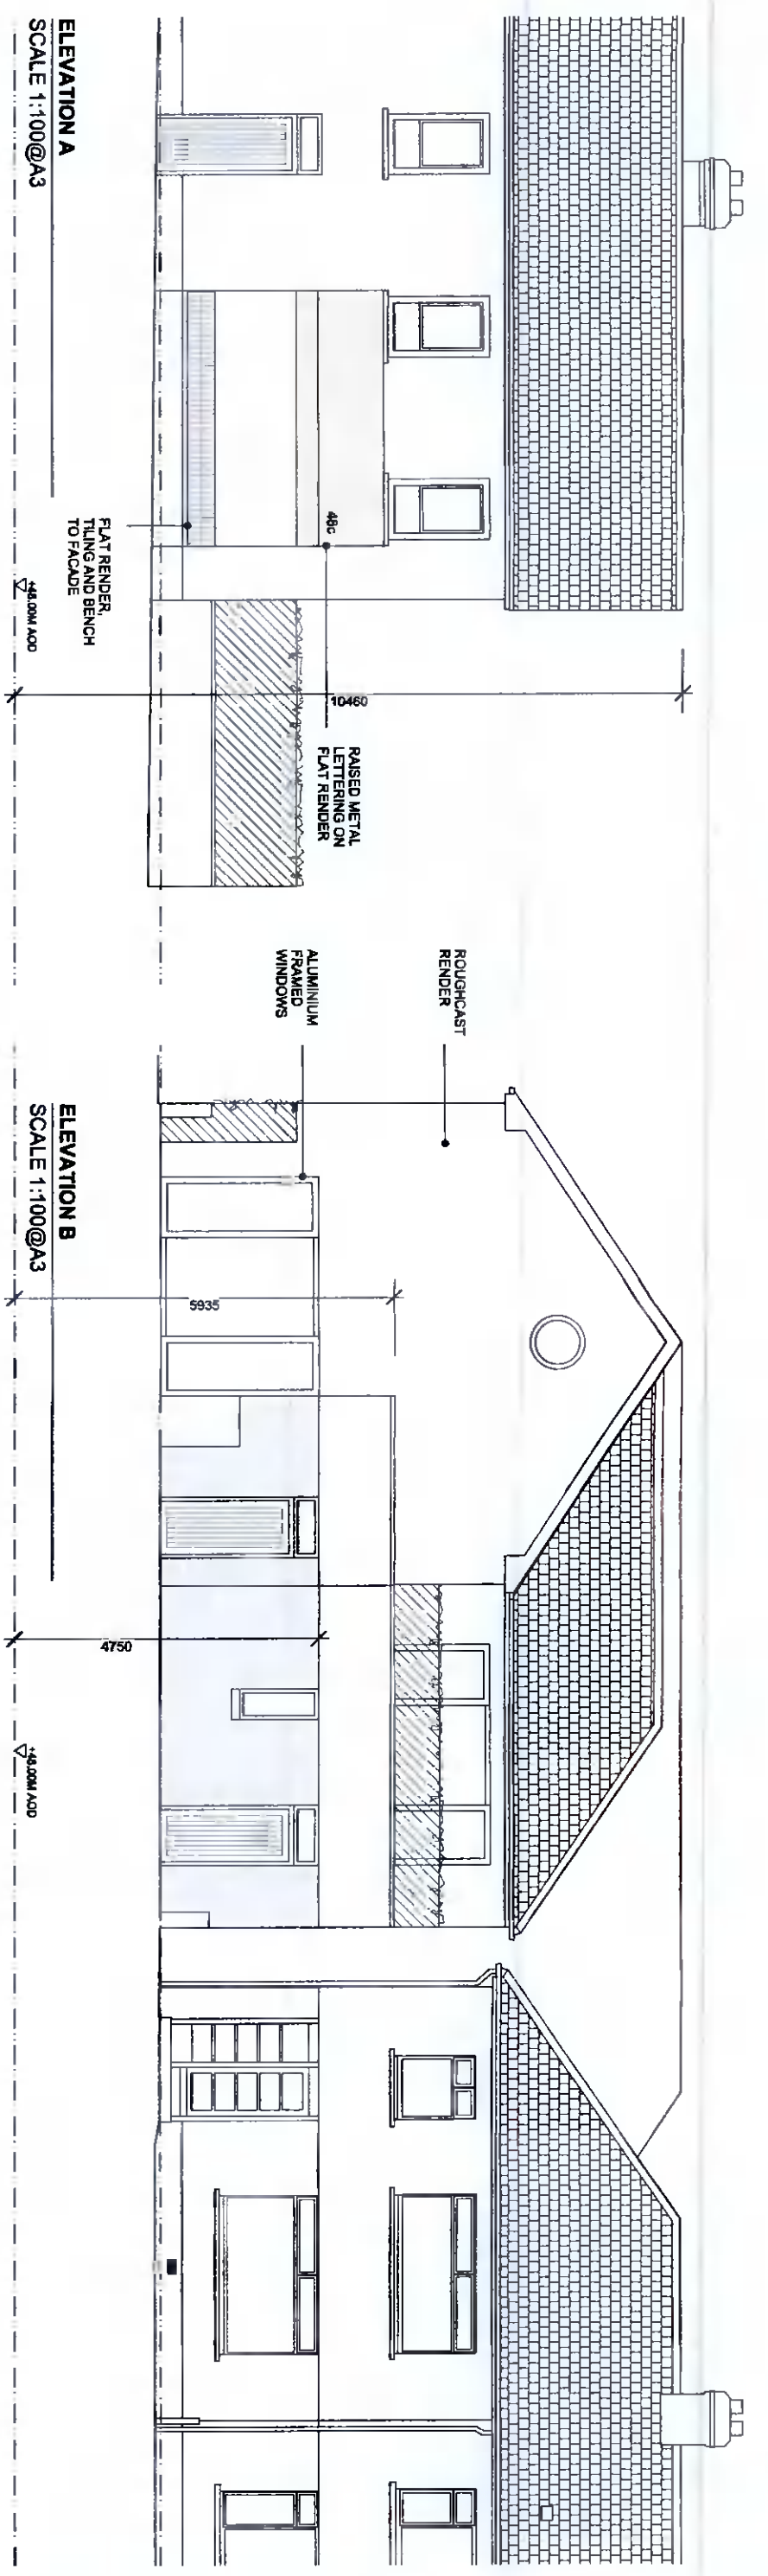 ELEVATION A
SCALE 1:100@A3
FLAT RENDER,
TILING AND BENCH
TO FACADE
+48.00M AOD
48c
10460
RAISED METAL
LETTERING ON
FLAT RENDER
ALUMINIUM
FRAMED
WINDOWS
ROUGHCAST
RENDER
ELEVATION B
SCALE 1:100@A3
5935
4750
+48.00M AOD